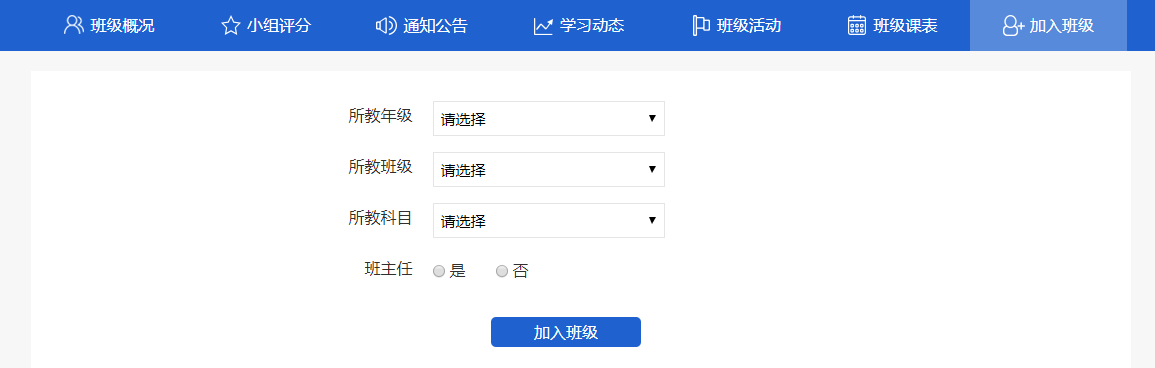 班级概况 小组评分 通知公告 学习动态 班级活动 班级课表 加入班级
所教年级 请选择
所教班级 请选择
所教科目 请选择
班主任 是 否
加入班级